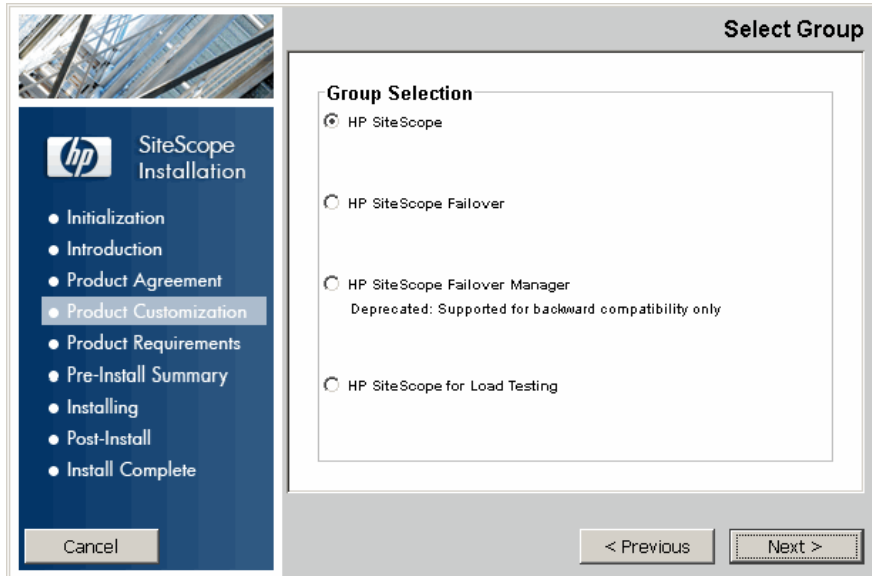 Select Group
hp
SiteScope
Installation
Initialization
Introduction
Product Agreement
Product Customization
Product Requirements
Pre-Install Summary
Installing
Post-Install
Install Complete
Cancel
Group Selection
HP SiteScope
HP SiteScope Failover
HP SiteScope Failover Manager
Deprecated: Supported for backward compatibility only
HP SiteScope for Load Testing
< Previous
Next >